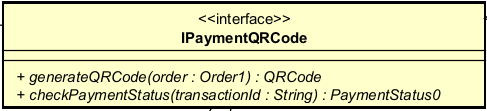 <<interface>>
IPaymentQRCode
+ generateQRCode(order : Order1) : QRCode
+ checkPaymentStatus(transactionId : String) : PaymentStatus0